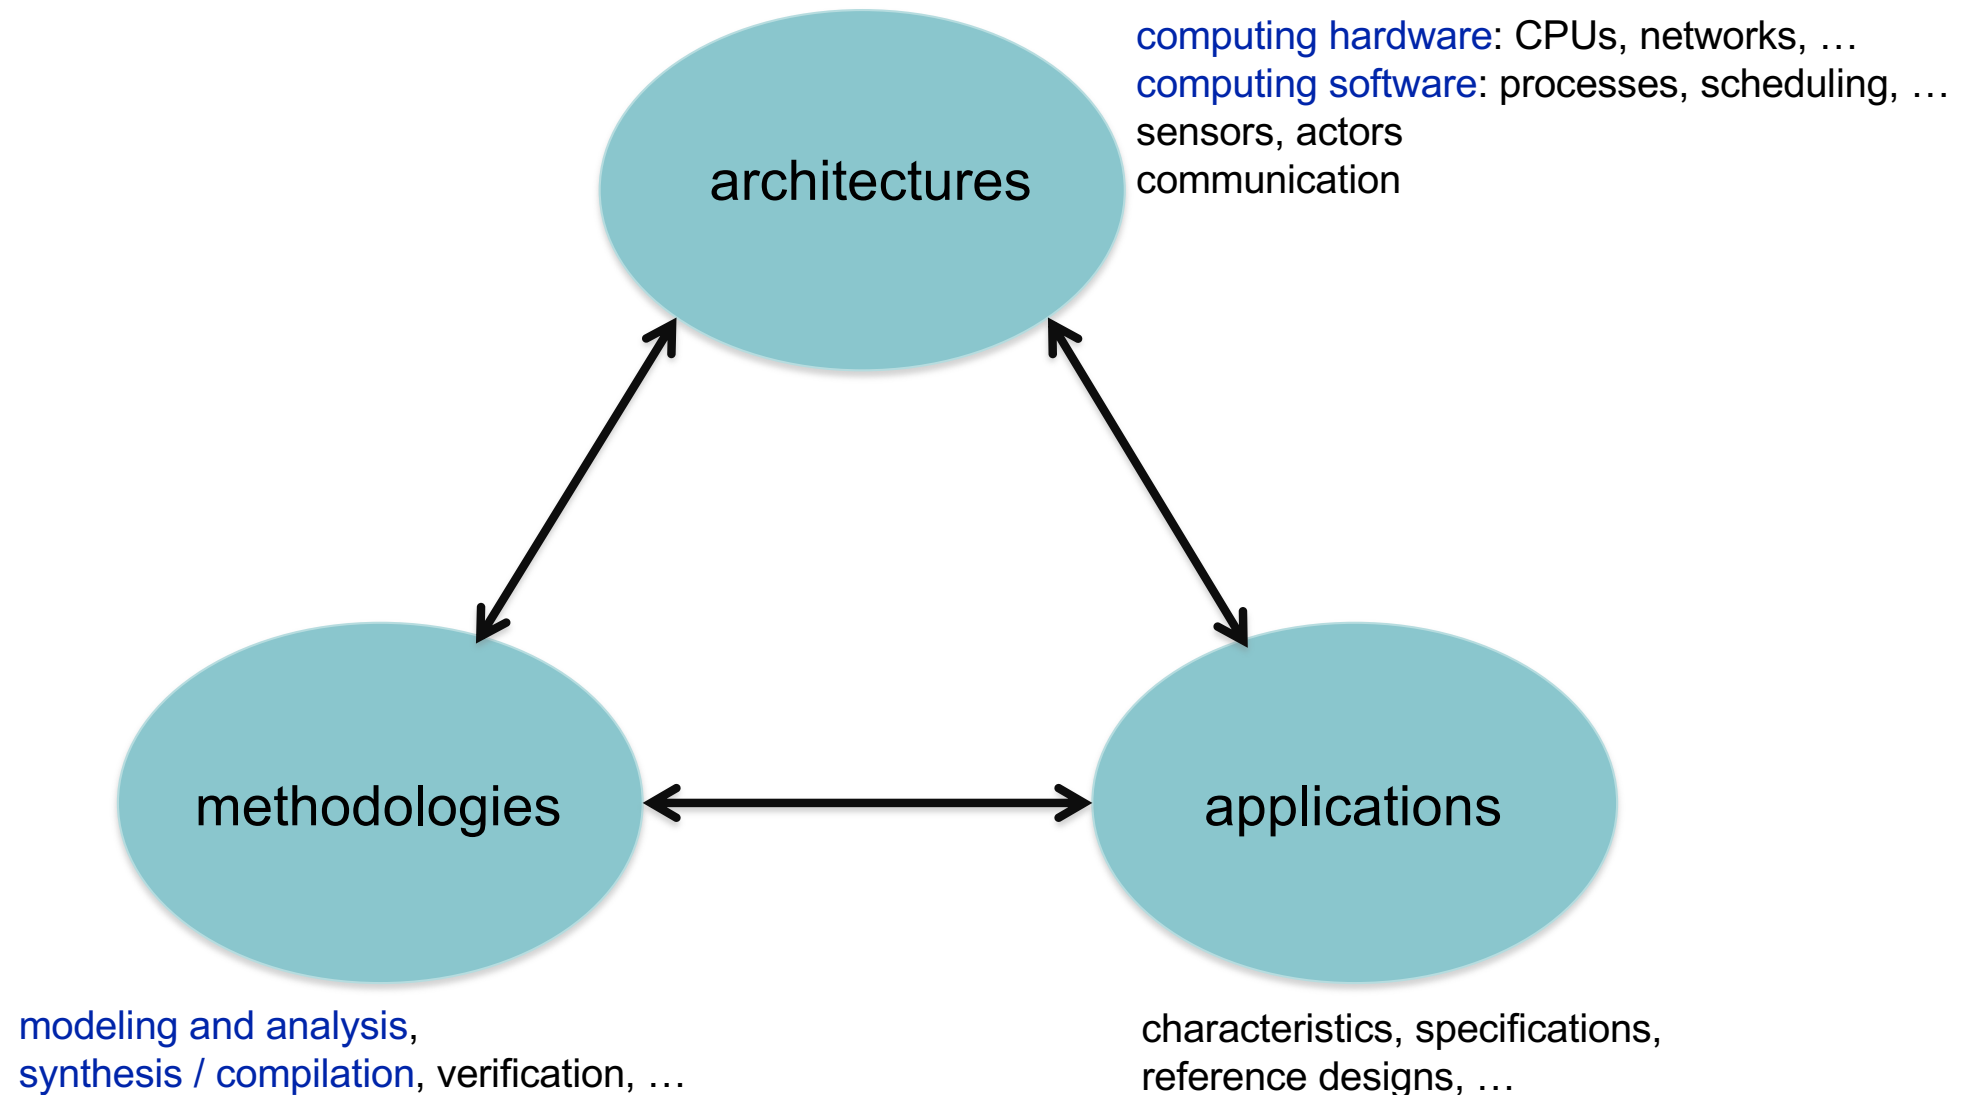 computing hardware: CPUs, networks, …
computing software: processes, scheduling, …
sensors, actors
communication
architectures
methodologies
applications
modeling and analysis,
synthesis / compilation, verification, …
characteristics, specifications,
reference designs, …